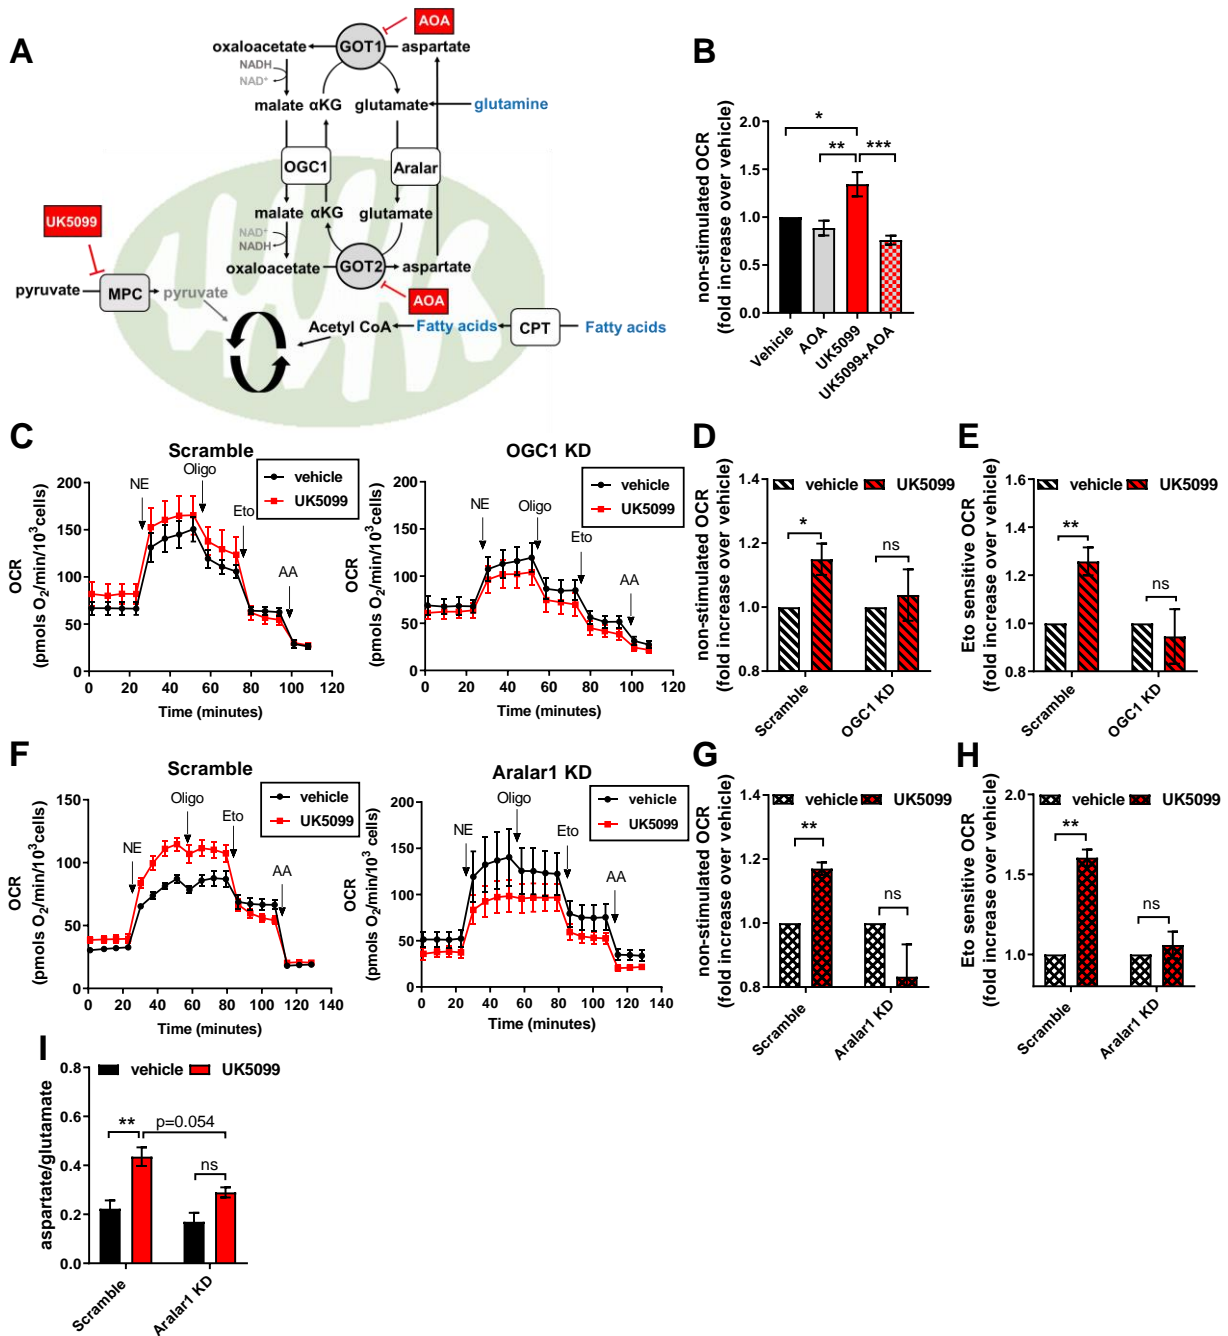 A
AOA
oxaloacetate
GOT1
aspartate
NADH
NAD+
malate αKG glutamate
glutamine
OGC1
Aralar
malate αKG glutamate
UK5099
NAD+
NADH
oxaloacetate
GOT2
aspartate
pyruvate
MPC
pyruvate
AOA
Acetyl CoA
Fatty acids
CPT
Fatty acids
B
non-stimulated OCR
(fold increase over vehicle)
2.0
1.5
1.0
0.5
0.0
*
**
***
Vehicle
AOA
UK5099
UK5099+AOA
C
Scramble
OCR
(pmols O2/min/10³cells)
200
150
100
50
0
NE
Oligo
Eto
AA
vehicle
UK5099
0 20 40 60 80 100 120
Time (minutes)
OGC1 KD
OCR
(pmols O2/min/10³cells)
200
150
100
50
0
NE
Oligo
Eto
AA
vehicle
UK5099
0 20 40 60 80 100 120
Time (minutes)
D
non-stimulated OCR
(fold increase over vehicle)
1.4
1.2
1.0
0.8
vehicle
UK5099
*
ns
Scramble
OGC1 KD
E
Eto sensitive OCR
(fold increase over vehicle)
1.6
1.4
1.2
1.0
0.8
vehicle
UK5099
**
ns
Scramble
OGC1 KD
F
Scramble
OCR
(pmols O2/min/10³cells)
150
100
50
0
NE
Oligo
Eto
AA
vehicle
UK5099
0 20 40 60 80 100 120 140
Time (minutes)
Aralar1 KD
OCR
(pmols O2/min/10³ cells)
200
150
100
50
0
NE
Oligo
Eto
AA
vehicle
UK5099
0 20 40 60 80 100 120 140
Time (minutes)
G
non-stimulated OCR
(fold increase over vehicle)
1.4
1.2
1.0
0.8
vehicle
UK5099
**
ns
Scramble
Aralar1 KD
H
Eto sensitive OCR
(fold increase over vehicle)
2.0
1.5
1.0
vehicle
UK5099
**
ns
Scramble
Aralar1 KD
I
aspartate/glutamate
0.8
0.6
0.4
0.2
0.0
vehicle
UK5099
**
p=0.054
ns
Scramble
Aralar1 KD